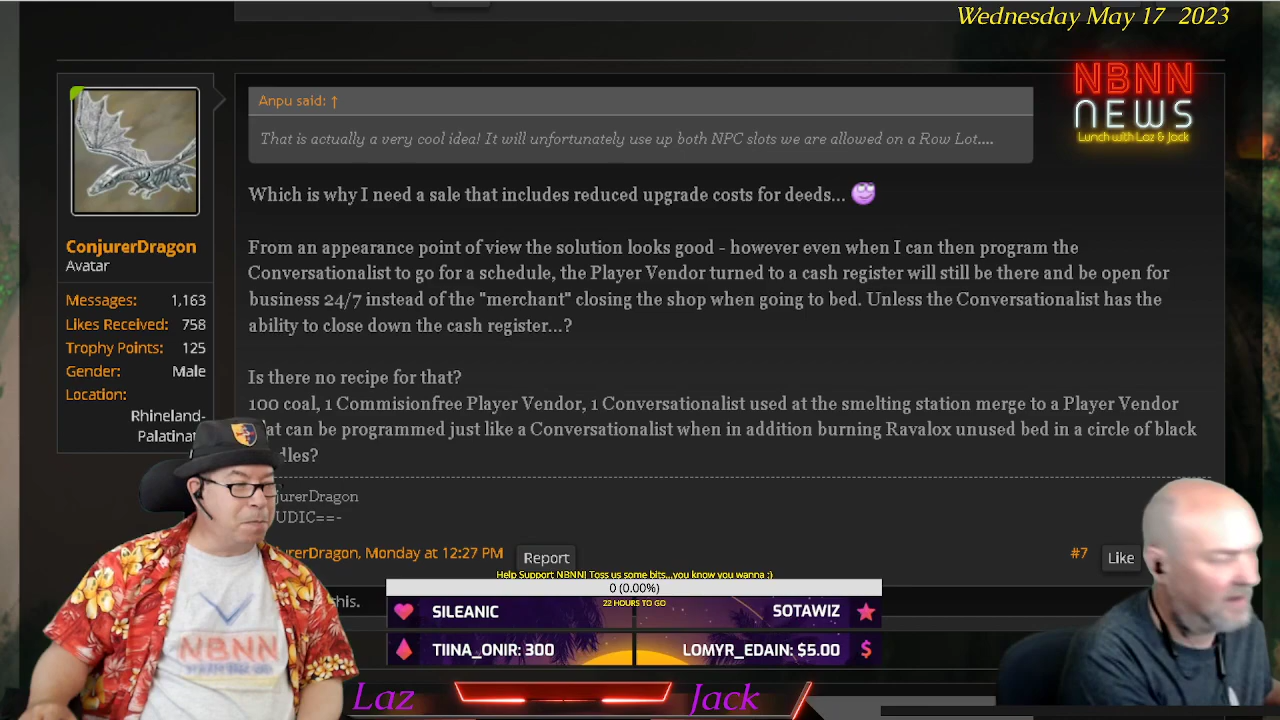 Wednesday May 17 2023
NBNN
NEWS
Lunch with Laz & Jack
Anpu said: ↑
That is actually a very cool idea! It will unfortunately use up both NPC slots we are allowed on a Row Lot....
Which is why I need a sale that includes reduced upgrade costs for deeds...
ConjurerDragon
Avatar
Messages: 1,163
Likes Received: 758
Trophy Points: 125
Gender: Male
Location:
Rhineland-
Palatinat
From an appearance point of view the solution looks good - however even when I can then program the
Conversationalist to go for a schedule, the Player Vendor turned to a cash register will still be there and be open for
business 24/7 instead of the "merchant" closing the shop when going to bed. Unless the Conversationalist has the
ability to close down the cash register...?
Is there no recipe for that?
100 coal, 1 Commisionfree Player Vendor, 1 Conversationalist used at the smelting station merge to a Player Vendor
at can be programmed just like a Conversationalist when in addition burning Ravalox unused bed in a circle of black
dles?
jurerDragon
UDIC==-
urerDragon, Monday at 12:27 PM Report
#7 Like
Help Support NBNN! Toss us some bits...you know you wanna :)
0 (0.00%)
22 HOURS TO GO
this.
SILEANIC
SOTAWIZ
TIINA_ONIR: 300
LOMYR_EDAIN: $5.00
NBNN
Laz
Jack